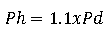 Ph = 1.1xPd